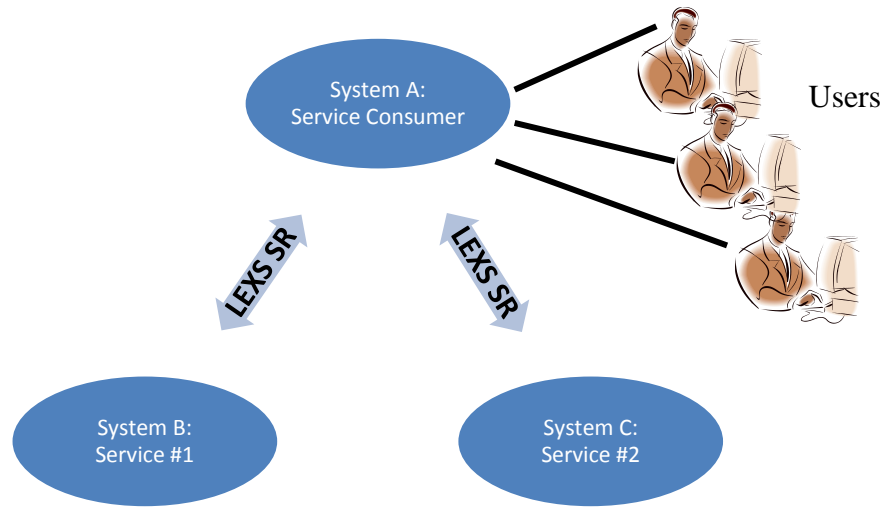 System A:
Service Consumer
Users
LEXS SR
LEXS SR
System B:
Service #1
System C:
Service #2